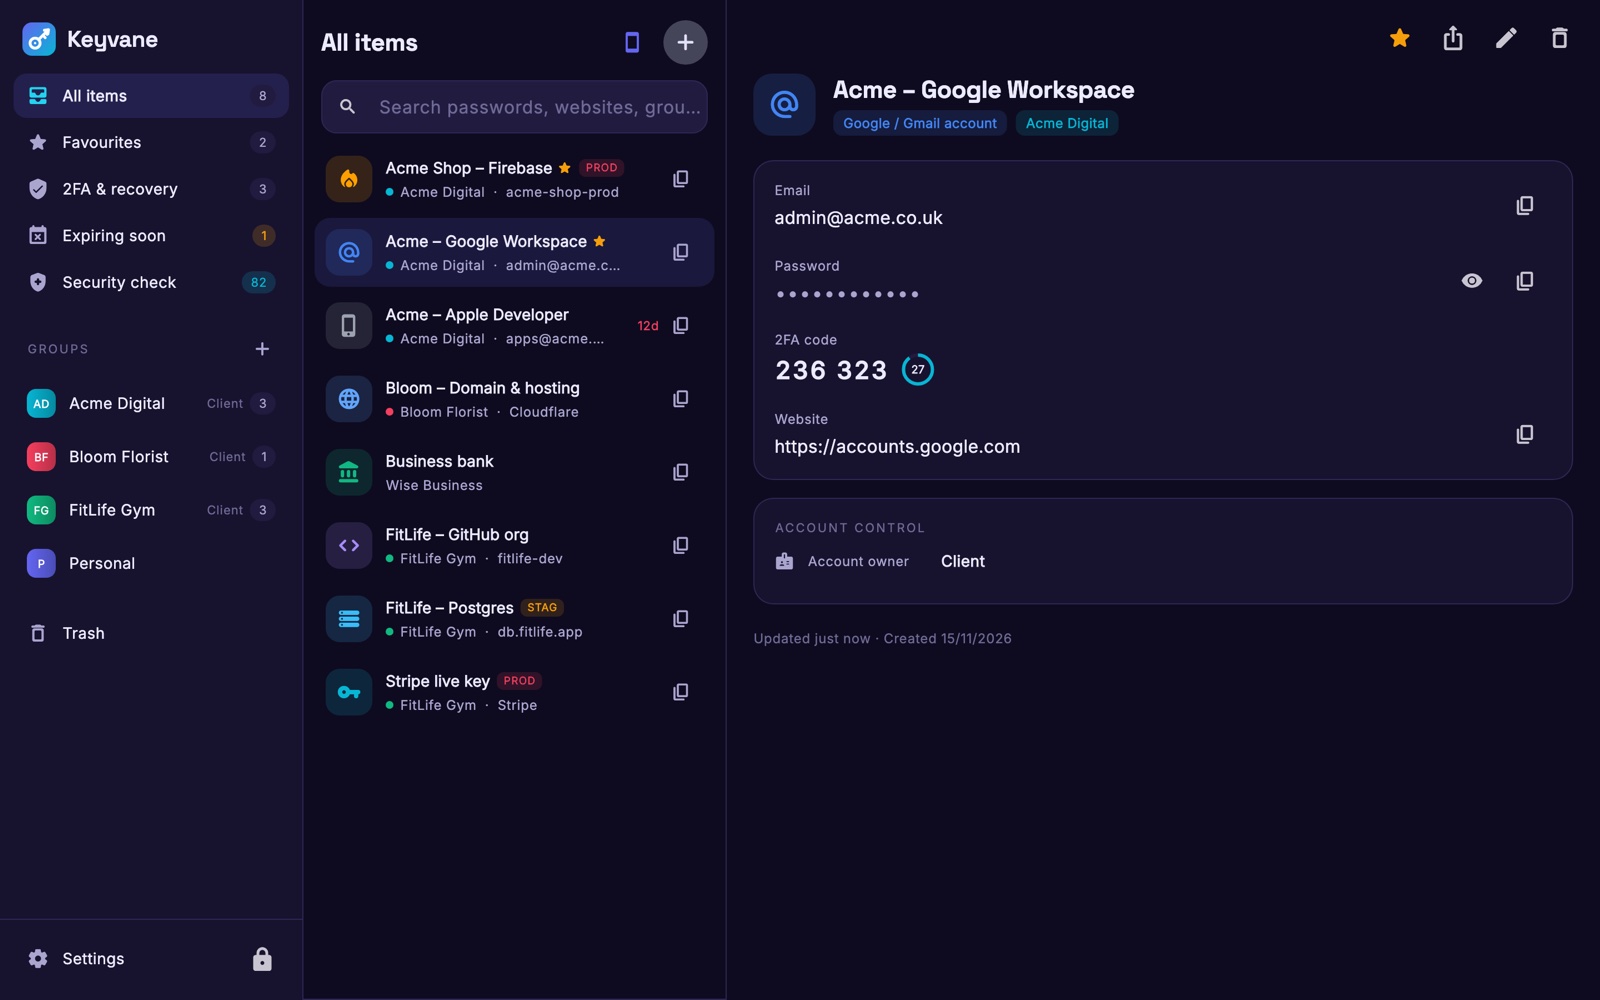 Keyvane
All items 8
Favourites 2
2FA & recovery 3
Expiring soon 1
Security check 82
GROUPS
AD Acme Digital Client 3
BF Bloom Florist Client 1
FG FitLife Gym Client 3
P Personal
Trash
Settings
All items
Search passwords, websites, grou...
Acme Shop – Firebase PROD
Acme Digital · acme-shop-prod
Acme – Google Workspace
Acme Digital · admin@acme.c...
Acme – Apple Developer
Acme Digital · apps@acme.... 12d
Bloom – Domain & hosting
Bloom Florist · Cloudflare
Business bank
Wise Business
FitLife – GitHub org
FitLife Gym · fitlife-dev
FitLife – Postgres STAG
FitLife Gym · db.fitlife.app
Stripe live key PROD
FitLife Gym · Stripe
Acme – Google Workspace
Google / Gmail account Acme Digital
Email
admin@acme.co.uk
Password
••••••••••••
2FA code
236 323 27
Website
https://accounts.google.com
ACCOUNT CONTROL
Account owner Client
Updated just now · Created 15/11/2026